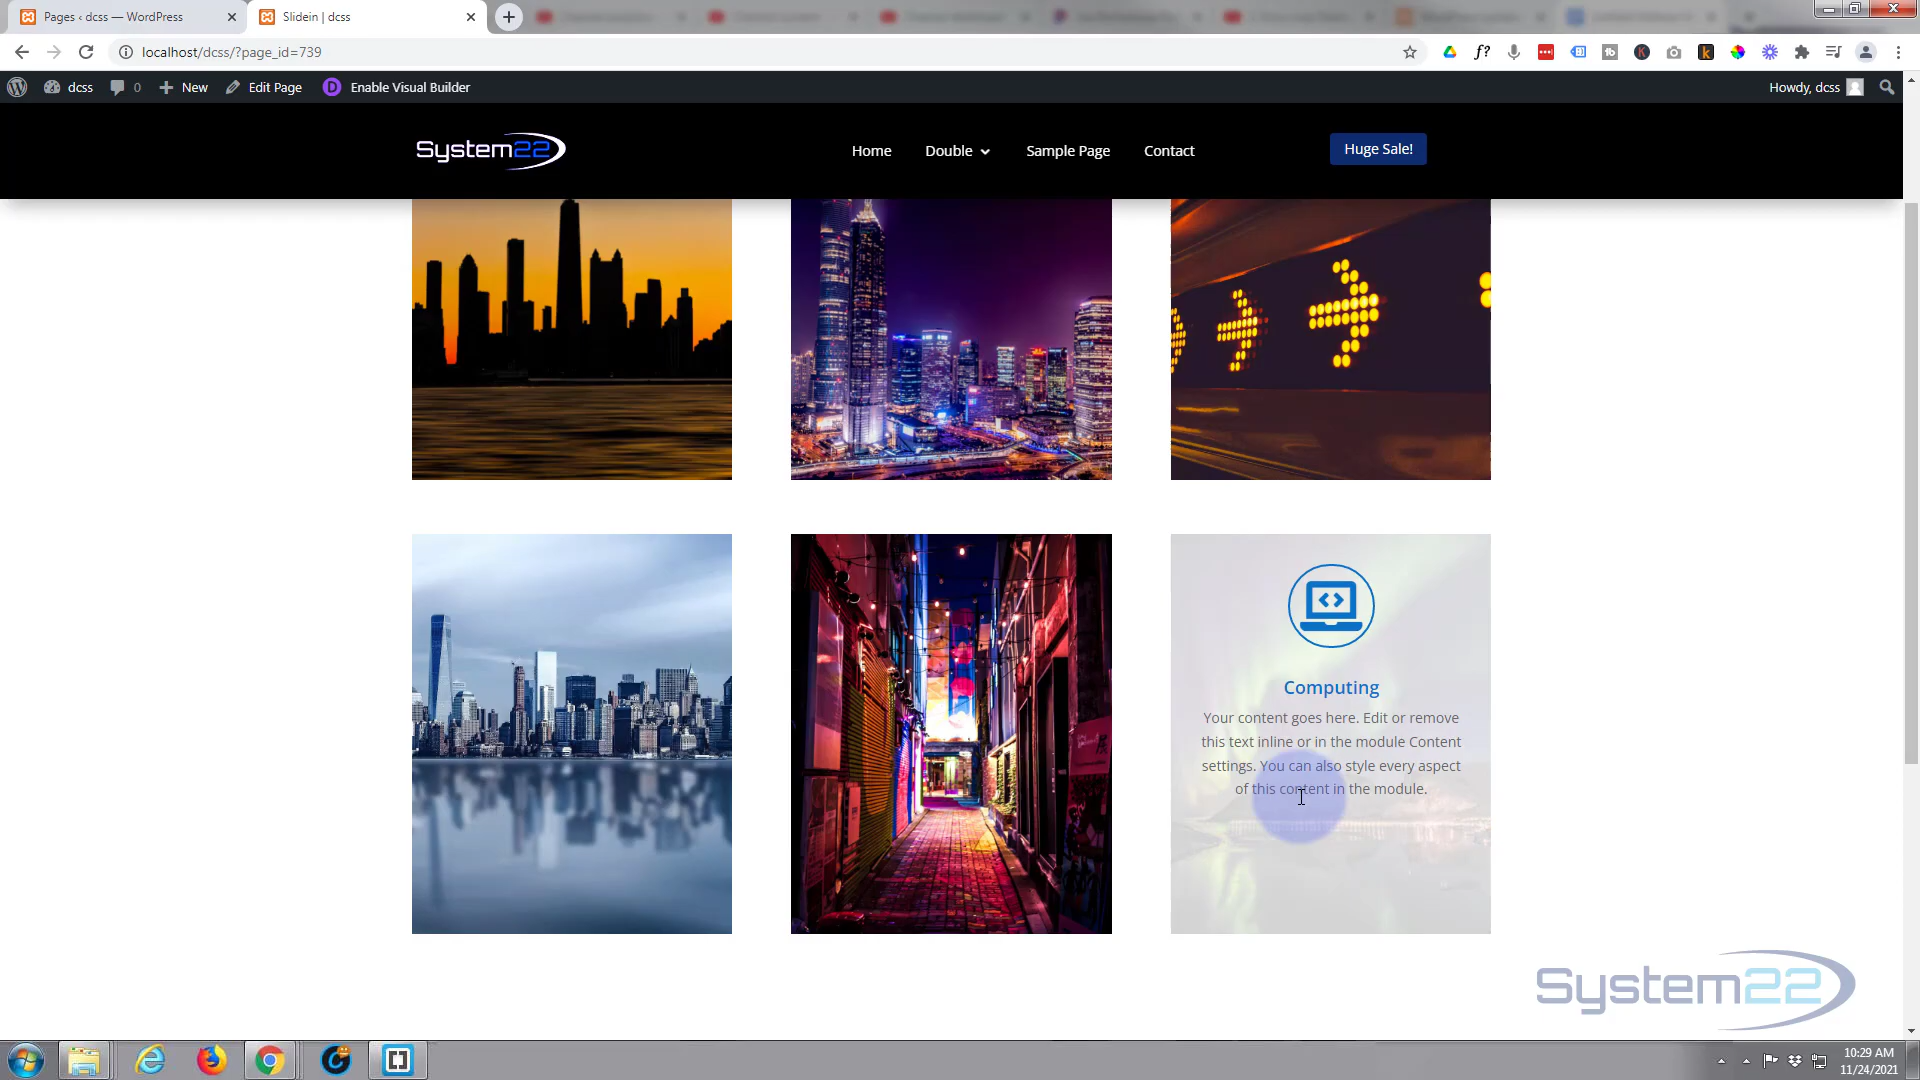 Pages ‹ dcss — WordPress
Slidein | dcss
localhost/dcss/?page_id=739
dcss
0
New
Edit Page
Enable Visual Builder
Howdy, dcss
System22
Home
Double
Sample Page
Contact
Huge Sale!
Computing
Your content goes here. Edit or remove
this text inline or in the module Content
settings. You can also style every aspect
of this content in the module.
System22
10:29 AM
11/24/2021